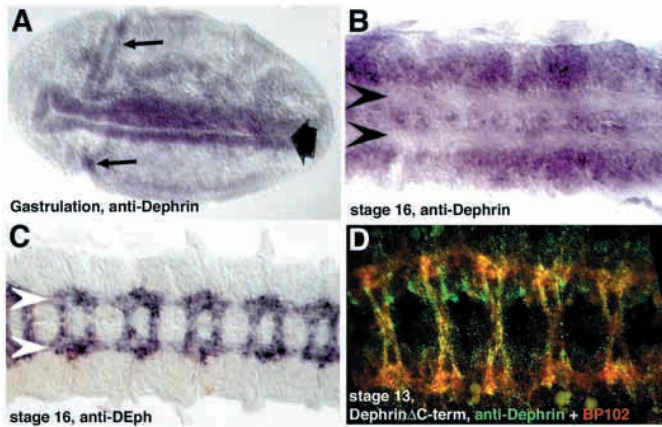 A
Gastrulation, anti-Dephrin
B
stage 16, anti-Dephrin
C
stage 16, anti-DEph
D
stage 13,
DephrinΔC-term, anti-Dephrin + BP102